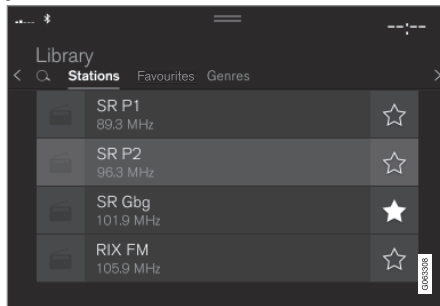 --:--
Library
Stations Favourites Genres
SR P1
89.3 MHz
SR P2
96.3 MHz
SR Gbg
101.9 MHz
RIX FM
105.9 MHz
G063308